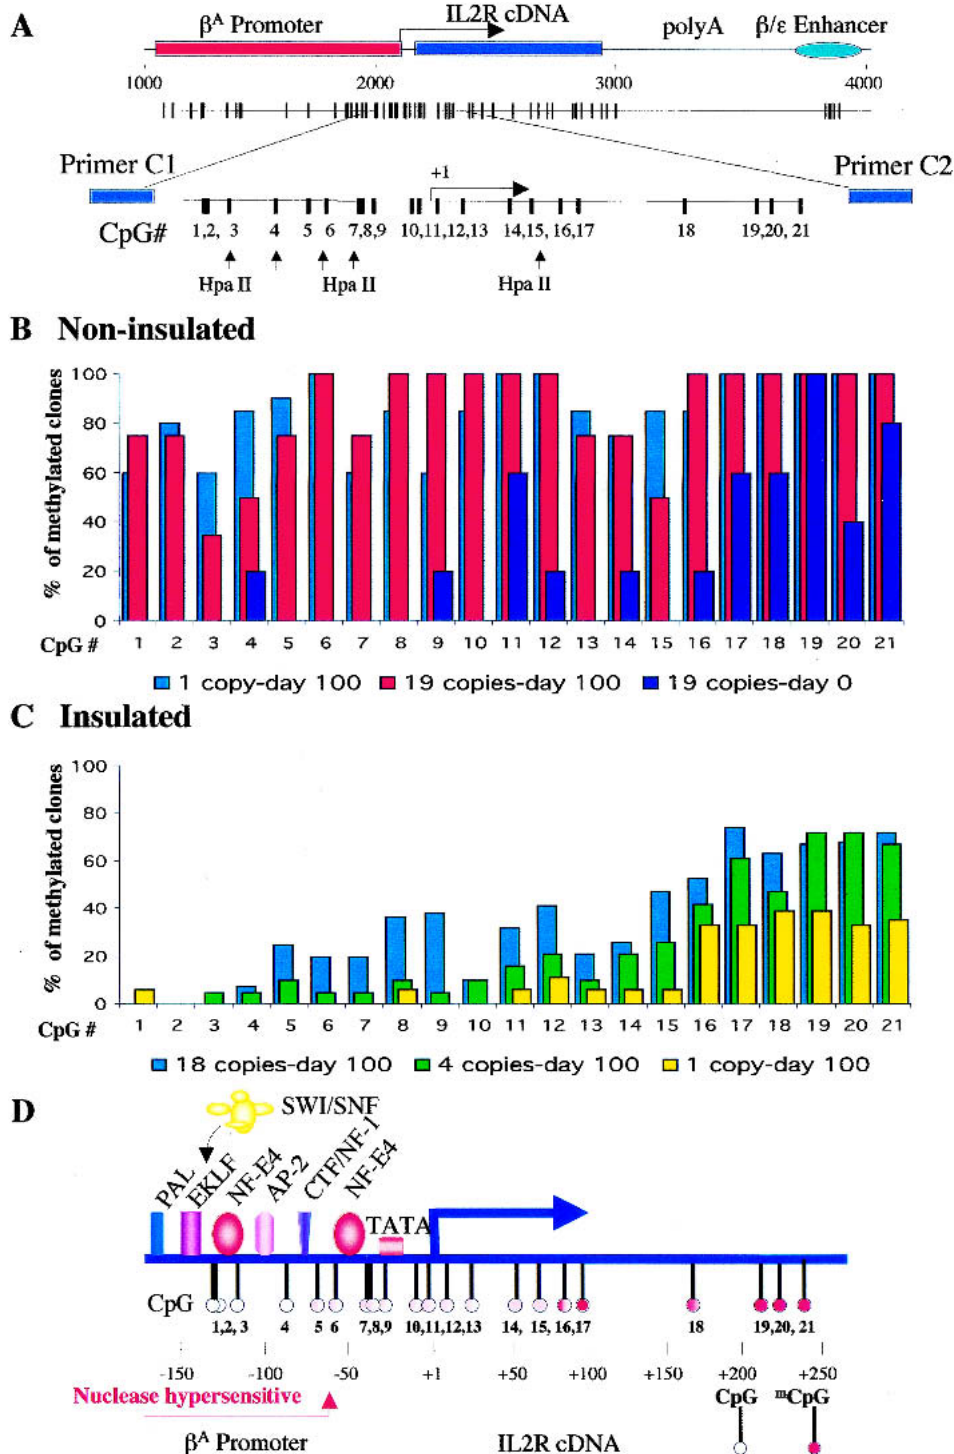 A
βᴬ Promoter
IL2R cDNA
polyA
β/ε Enhancer
1000
2000
3000
4000
Primer C1
Primer C2
+1
CpG#
1,2, 3
4
5
6
7,8,9
10,11,12,13
14,15, 16,17
18
19,20, 21
Hpa II
Hpa II
Hpa II
B Non-insulated
% of methylated clones
100
80
60
40
20
0
CpG #
1 2 3 4 5 6 7 8 9 10 11 12 13 14 15 16 17 18 19 20 21
1 copy-day 100 19 copies-day 100 19 copies-day 0
C Insulated
% of methylated clones
100
80
60
40
20
0
CpG #
1 2 3 4 5 6 7 8 9 10 11 12 13 14 15 16 17 18 19 20 21
18 copies-day 100 4 copies-day 100 1 copy-day 100
D
SWI/SNF
PAL
EKLF
NF-E4
AP-2
CTF/NF-1
NF-E4
TATA
CpG
1,2, 3
4
5
6
7,8,9
10,11,12,13
14,
15, 16,17
18
19,20, 21
-150
-100
-50
+1
+50
+100
+150
+200
+250
Nuclease hypersensitive
CpG
ᵐCpG
βᴬ Promoter
IL2R cDNA